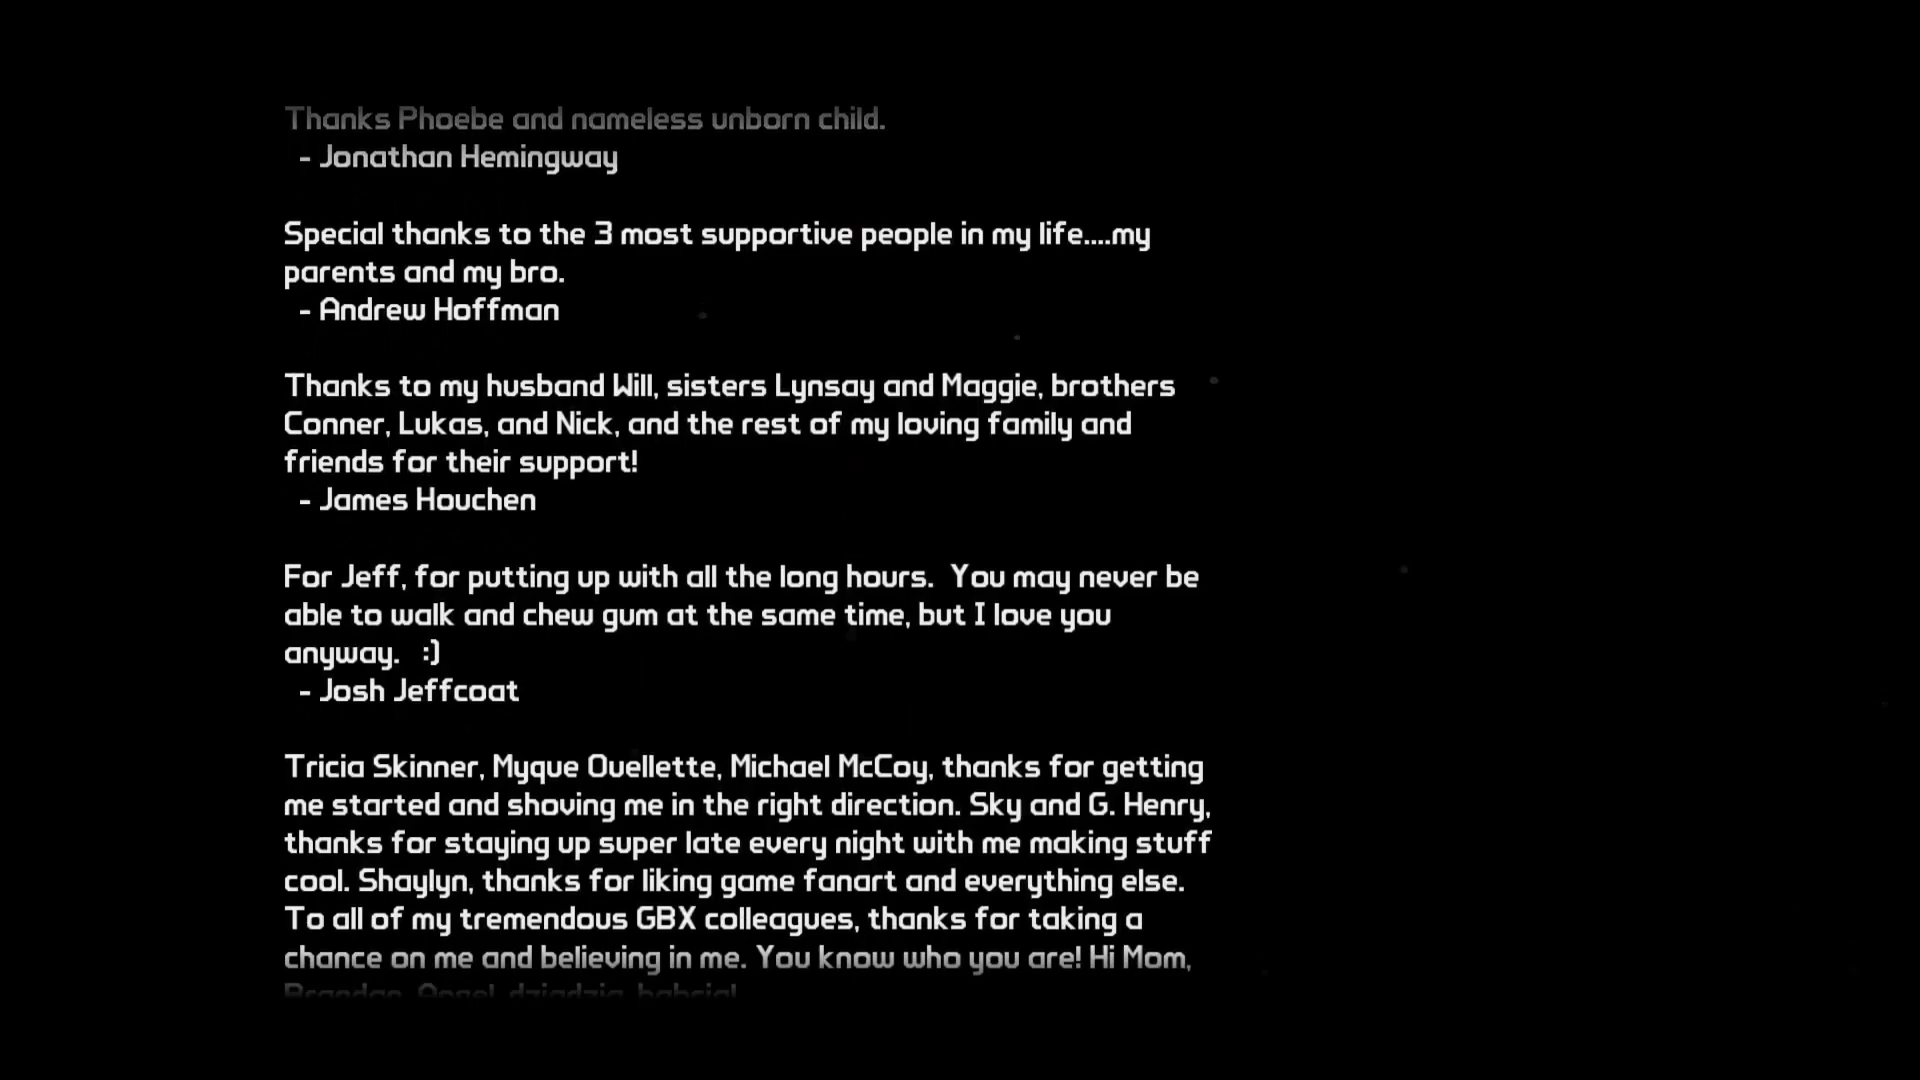 Thanks Phoebe and nameless unborn child.
- Jonathan Hemingway
Special thanks to the 3 most supportive people in my life....my
parents and my bro.
- Andrew Hoffman
Thanks to my husband Will, sisters Lynsay and Maggie, brothers
Conner, Lukas, and Nick, and the rest of my loving family and
friends for their support!
- James Houchen
For Jeff, for putting up with all the long hours.  You may never be
able to walk and chew gum at the same time, but I love you
anyway.  :)
- Josh Jeffcoat
Tricia Skinner, Myque Ouellette, Michael McCoy, thanks for getting
me started and shoving me in the right direction. Sky and G. Henry,
thanks for staying up super late every night with me making stuff
cool. Shaylyn, thanks for liking game fanart and everything else.
To all of my tremendous GBX colleagues, thanks for taking a
chance on me and believing in me. You know who you are! Hi Mom,
Brandon, Angel, dziadzia, babcia!